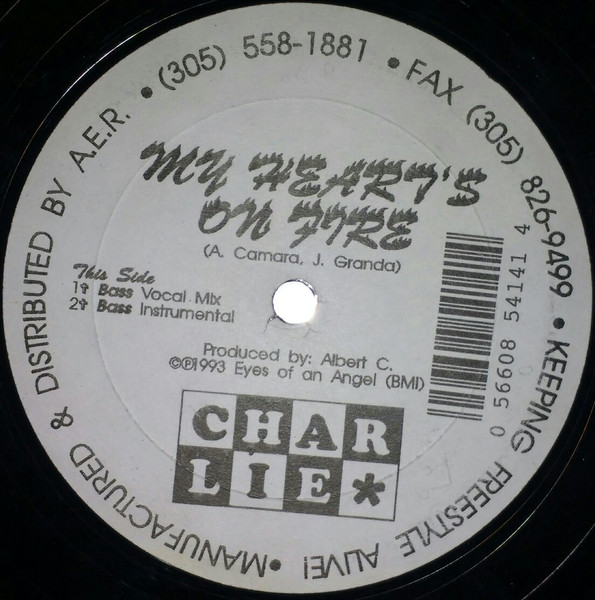 •MANUFACTURED & DISTRIBUTED BY A.E.R. • (305) 558-1881 • FAX (305) 826-9499 • KEEPING FREESTYLE ALIVE!
MY HEART'S
ON FIRE
(A. Camara, J. Granda)
This Side
1 Bass Vocal Mix
2 Bass Instrumental
0 56608 54141 4
Produced by: Albert C.
©℗1993 Eyes of an Angel (BMI)
CHAR
LIE*